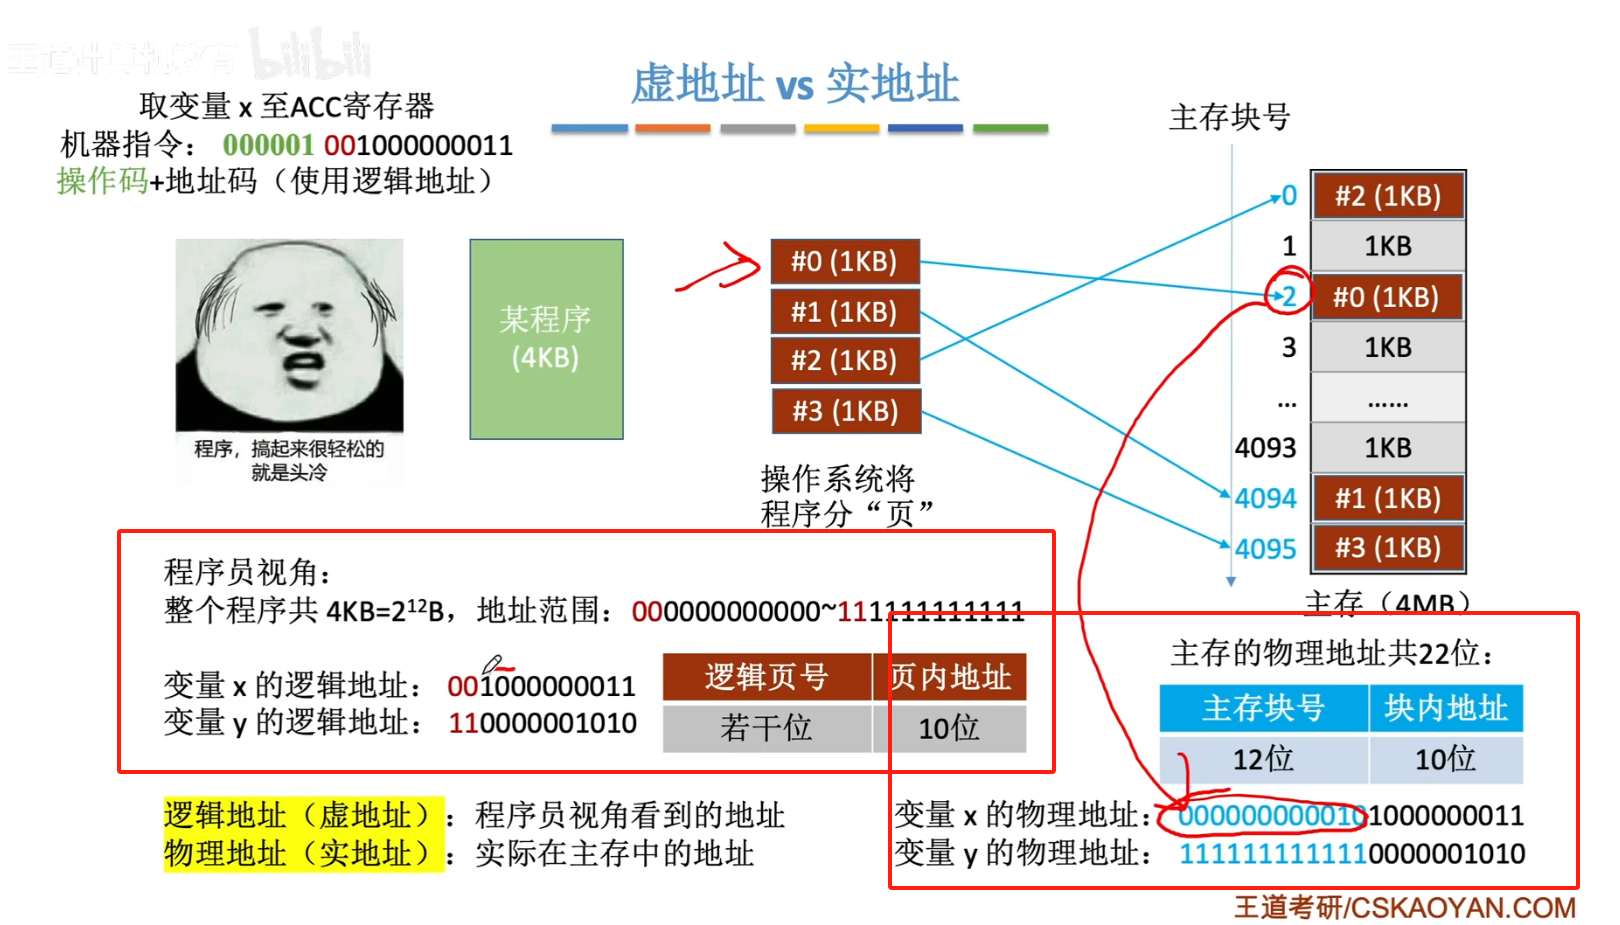 王道计算机教育 bilibili
虚地址 vs 实地址
取变量 x 至ACC寄存器
机器指令： 000001 001000000011
操作码+地址码（使用逻辑地址）
程序，搞起来很轻松的
就是头冷
某程序
(4KB)
#0 (1KB)
#1 (1KB)
#2 (1KB)
#3 (1KB)
操作系统将
程序分“页”
主存块号
0 #2 (1KB)
1 1KB
2 #0 (1KB)
3 1KB
... ......
4093 1KB
4094 #1 (1KB)
4095 #3 (1KB)
主存（4MB）
程序员视角：
整个程序共 4KB=2¹²B，地址范围：000000000000~111111111111
变量 x 的逻辑地址： 001000000011
变量 y 的逻辑地址： 110000001010
逻辑页号 页内地址
若干位 10位
主存的物理地址共22位：
主存块号 块内地址
12位 10位
变量 x 的物理地址： 0000000000101000000011
变量 y 的物理地址： 1111111111110000001010
逻辑地址（虚地址）：程序员视角看到的地址
物理地址（实地址）：实际在主存中的地址
王道考研/CSKAOYAN.COM